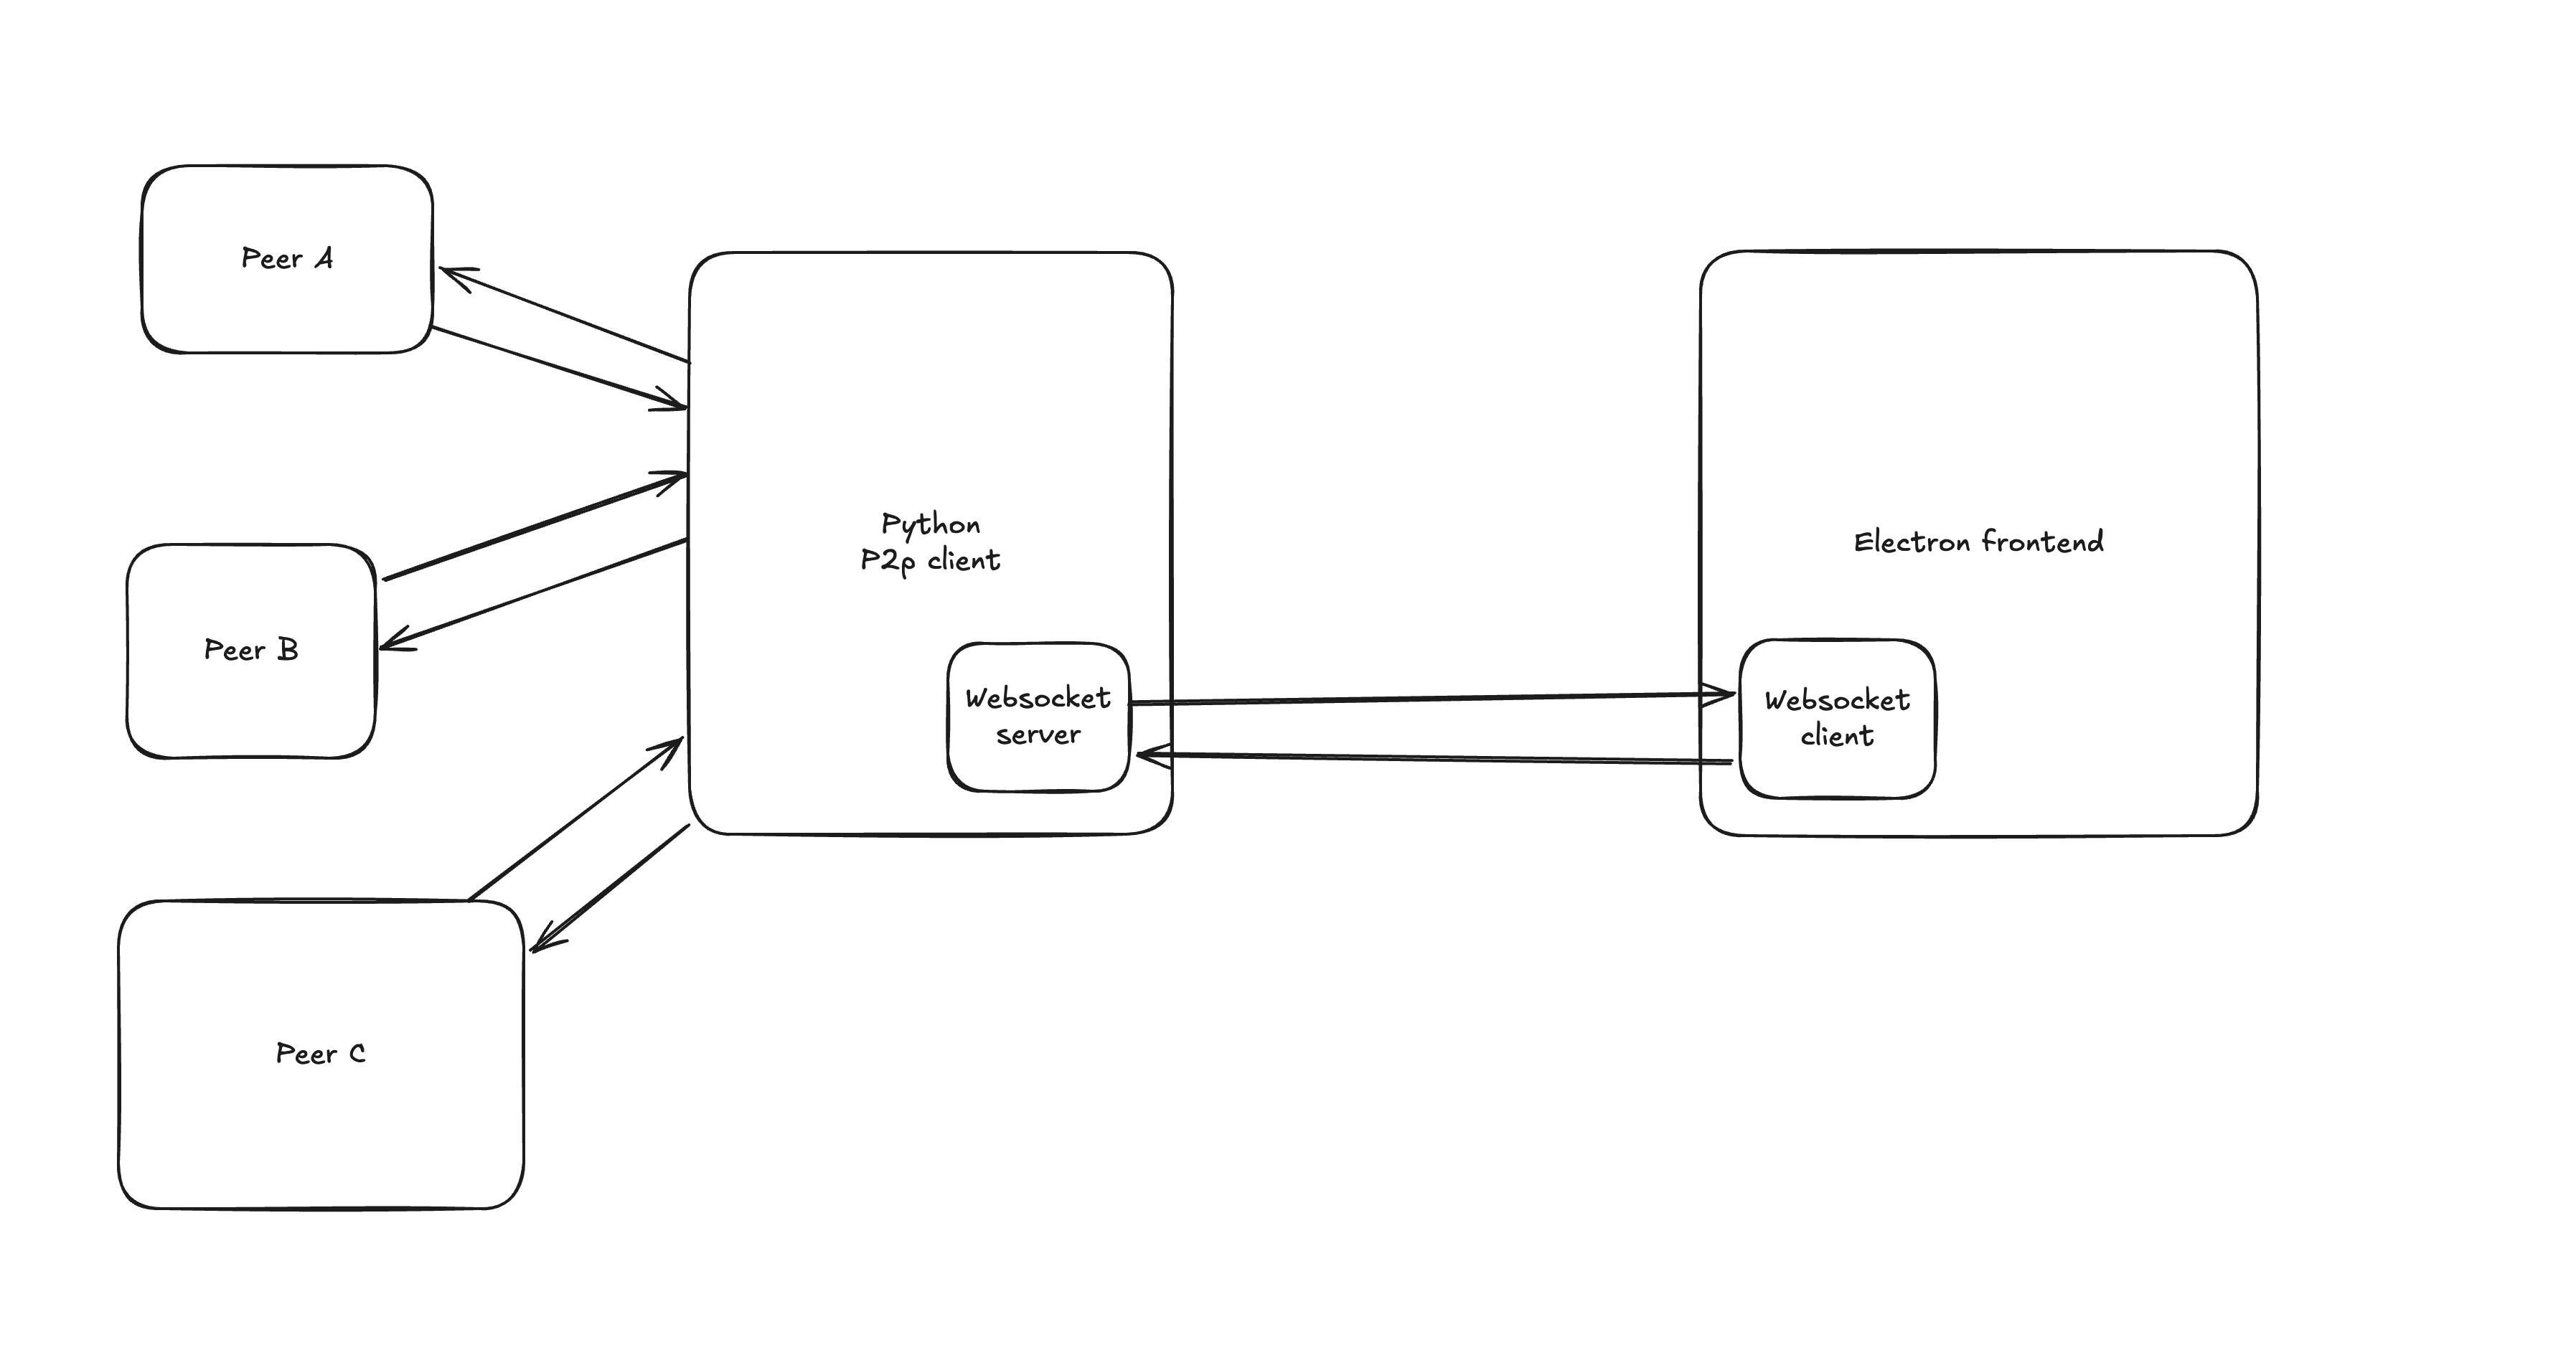 Peer A
Peer B
Peer C
Python
P2p client
Websocket
server
Electron frontend
Websocket
client